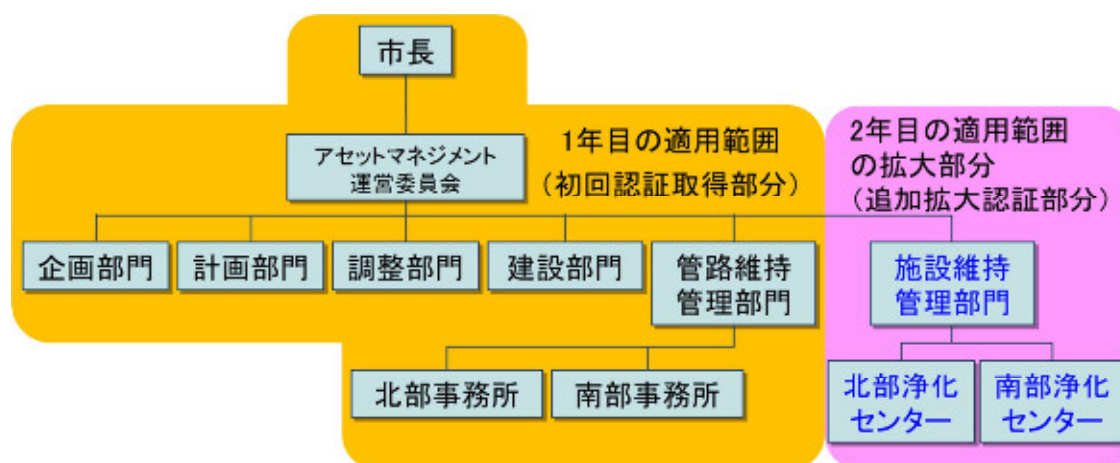 市長
アセットマネジメント
運営委員会
1年目の適用範囲
（初回認証取得部分）
2年目の適用範囲
の拡大部分
（追加拡大認証部分）
企画部門
計画部門
調整部門
建設部門
管路維持
管理部門
施設維持
管理部門
北部事務所
南部事務所
北部浄化
センター
南部浄化
センター